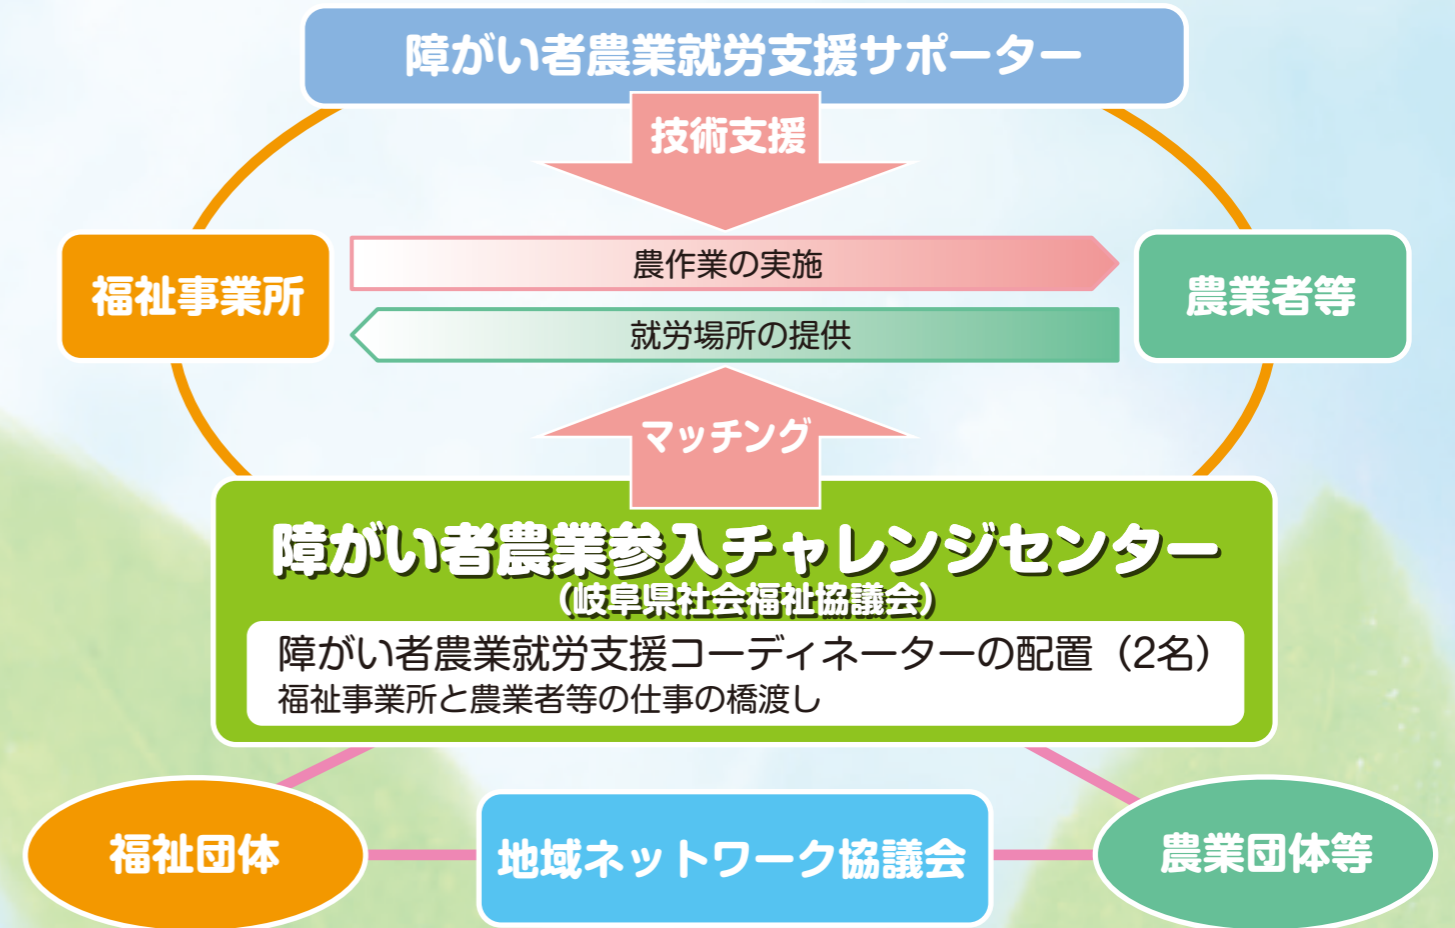 障がい者農業就労支援サポーター
技術支援
福祉事業所
農作業の実施
就労場所の提供
農業者等
マッチング
障がい者農業参入チャレンジセンター
（岐阜県社会福祉協議会）
障がい者農業就労支援コーディネーターの配置（2名）
福祉事業所と農業者等の仕事の橋渡し
福祉団体
地域ネットワーク協議会
農業団体等